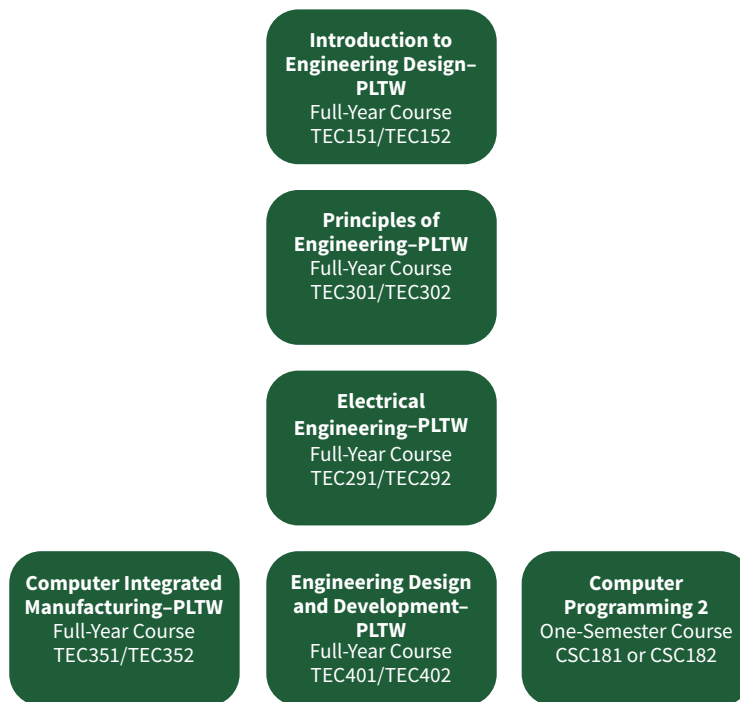 Introduction to
Engineering Design–
PLTW
Full-Year Course
TEC151/TEC152
Principles of
Engineering–PLTW
Full-Year Course
TEC301/TEC302
Electrical
Engineering–PLTW
Full-Year Course
TEC291/TEC292
Computer Integrated
Manufacturing–PLTW
Full-Year Course
TEC351/TEC352
Engineering Design
and Development–
PLTW
Full-Year Course
TEC401/TEC402
Computer
Programming 2
One-Semester Course
CSC181 or CSC182